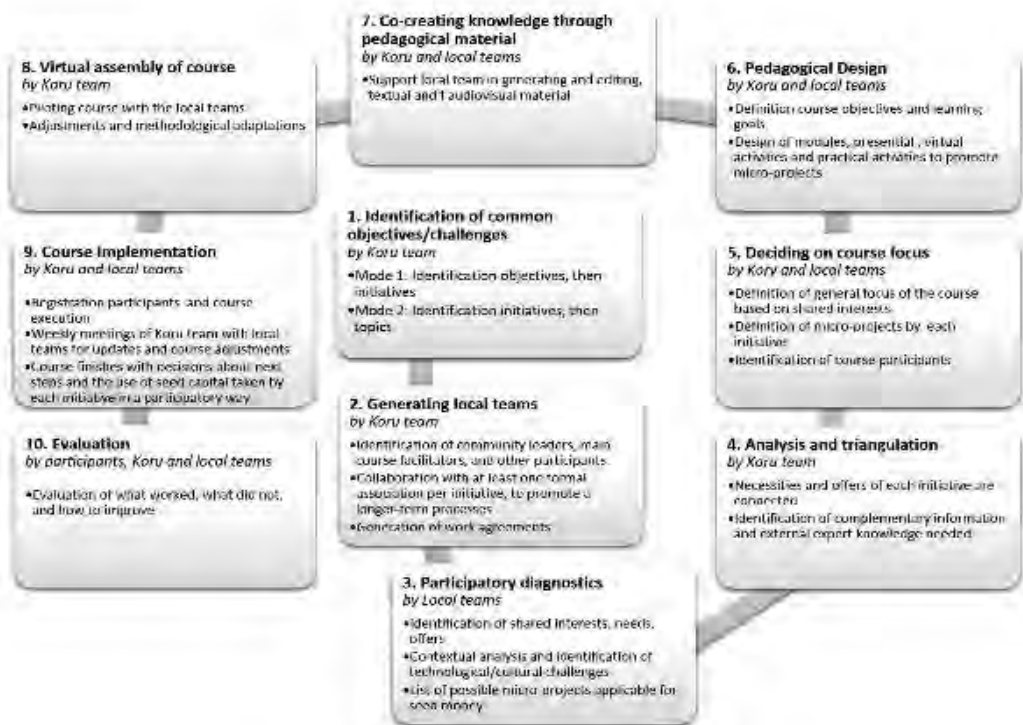 7. Co-creating knowledge through
pedagogical material
by Koru and local teams
•Support local team in generating and editing,
textual and audiovisual material
8. Virtual assembly of course
by Koru team
•Piloting course with the local teams
•Adjustments and methodological adaptations
6. Pedagogical Design
by Koru and local teams
•Definition course objectives and learning
goals
•Design of modules, presential, virtual
activities and practical activities to promote
micro-projects
1. Identification of common
objectives/challenges
by Koru team
•Mode 1: Identification objectives, then
initiatives
•Mode 2: Identification initiatives, then
topics
9. Course Implementation
by Koru and local teams
•Registration participants and course
execution
•Weekly meetings of Koru team with local
teams for updates and course adjustments
•Course finishes with decisions about next
steps and the use of seed capital taken by
each initiative in a participatory way
5. Deciding on course focus
by Kory and local teams
•Definition of general focus of the course
based on shared interests
•Definition of micro-projects by each
initiative
•Identification of course participants
2. Generating local teams
by Koru team
•Identification of community leaders, main
course facilitators, and other participants
•Collaboration with at least one formal
association per initiative, to promote a
longer-term processes
•Generation of work agreements
10. Evaluation
by participants, Koru and local teams
•Evaluation of what worked, what did not,
and how to improve
4. Analysis and triangulation
by Koru team
•Necessities and offers of each initiative are
connected
•Identification of complementary information
and external expert knowledge needed
3. Participatory diagnostics
by Local teams
•Identification of shared interests, needs,
offers
•Contextual analysis and identification of
technological/cultural challenges
•List of possible micro projects applicable for
seed money